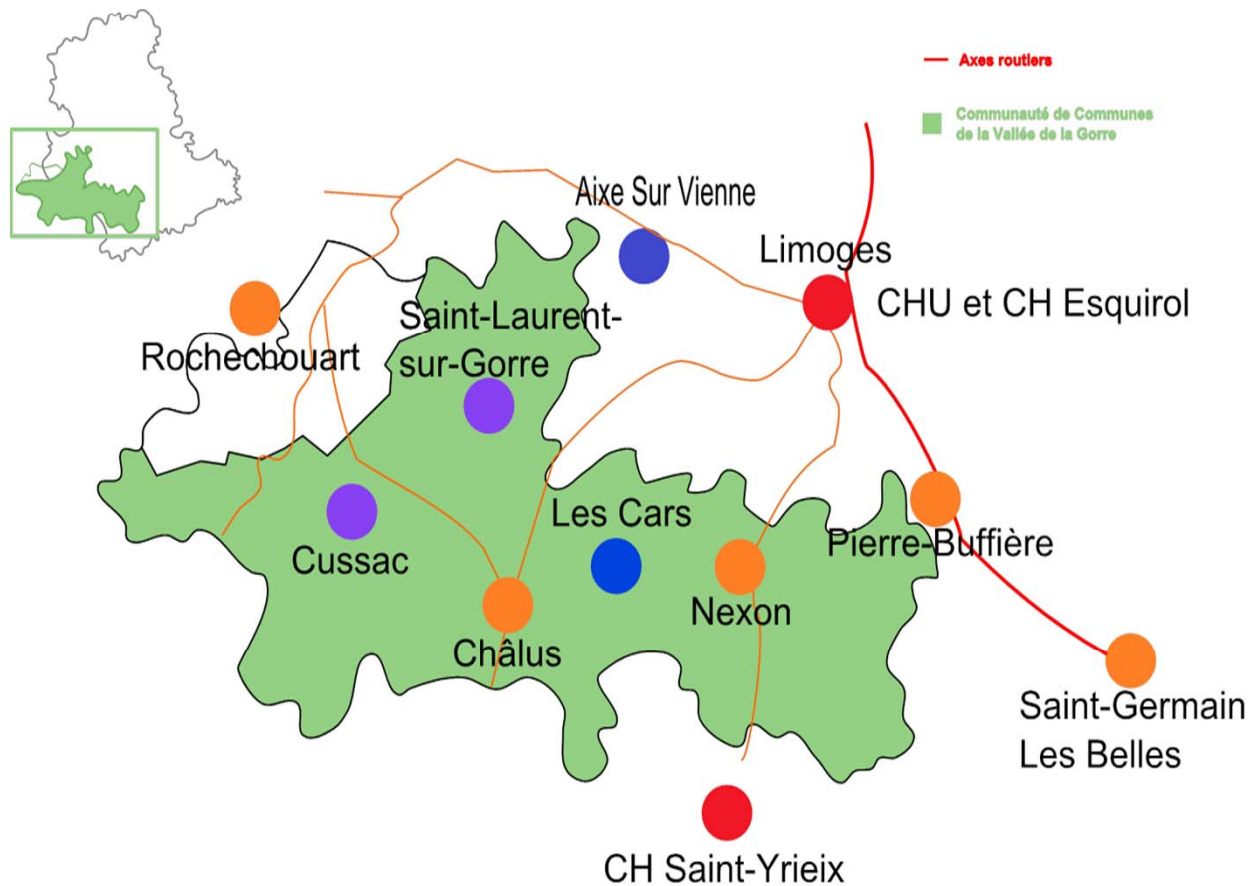 Axes routiers
Communauté de Communes
de la Vallée de la Gorre
Aixe Sur Vienne
Limoges
CHU et CH Esquirol
Saint-Laurent-
sur-Gorre
Rochechouart
Les Cars
Cussac
Pierre-Buffière
Nexon
Châlus
Saint-Germain
Les Belles
CH Saint-Yrieix